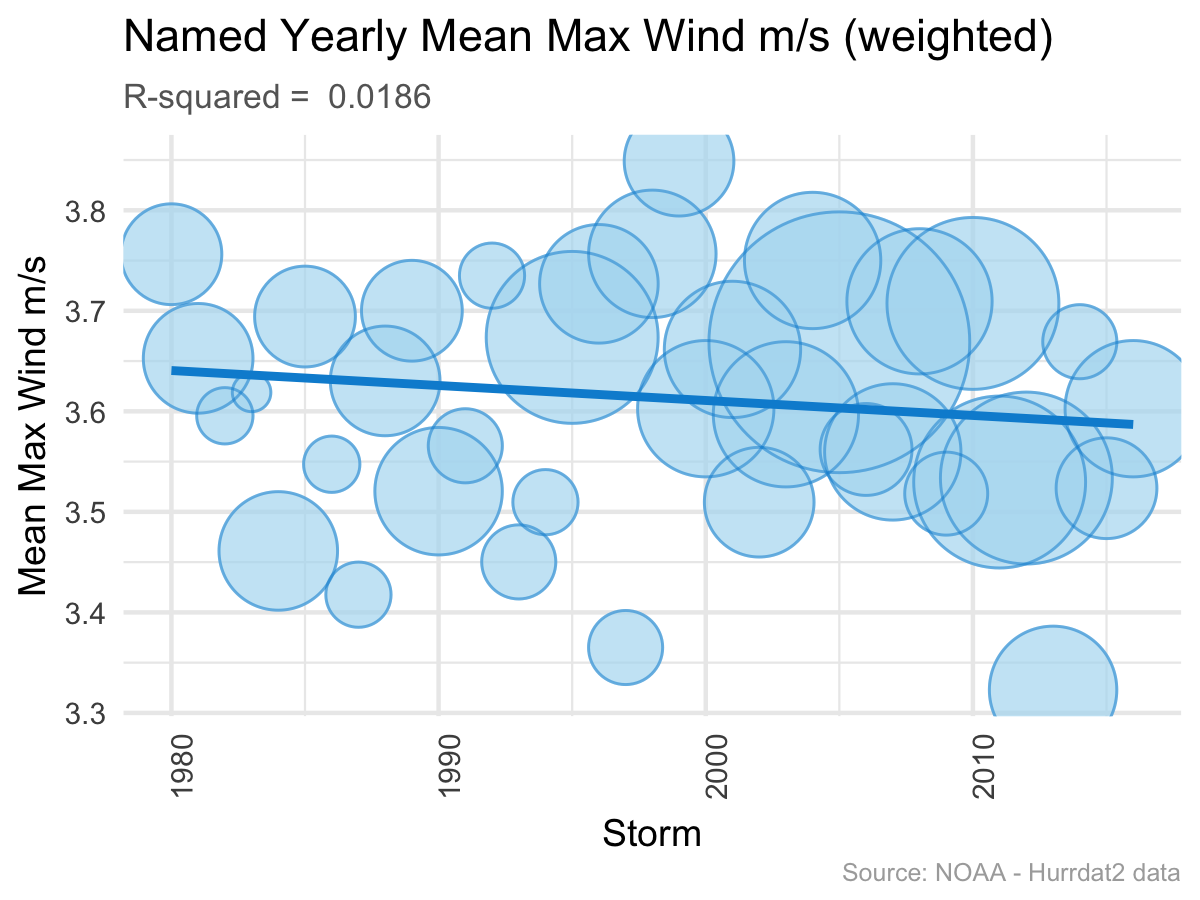 Named Yearly Mean Max Wind m/s (weighted)
R-squared =  0.0186
Mean Max Wind m/s
3.8
3.7
3.6
3.5
3.4
3.3
1980
1990
2000
2010
Storm
Source: NOAA - Hurrdat2 data